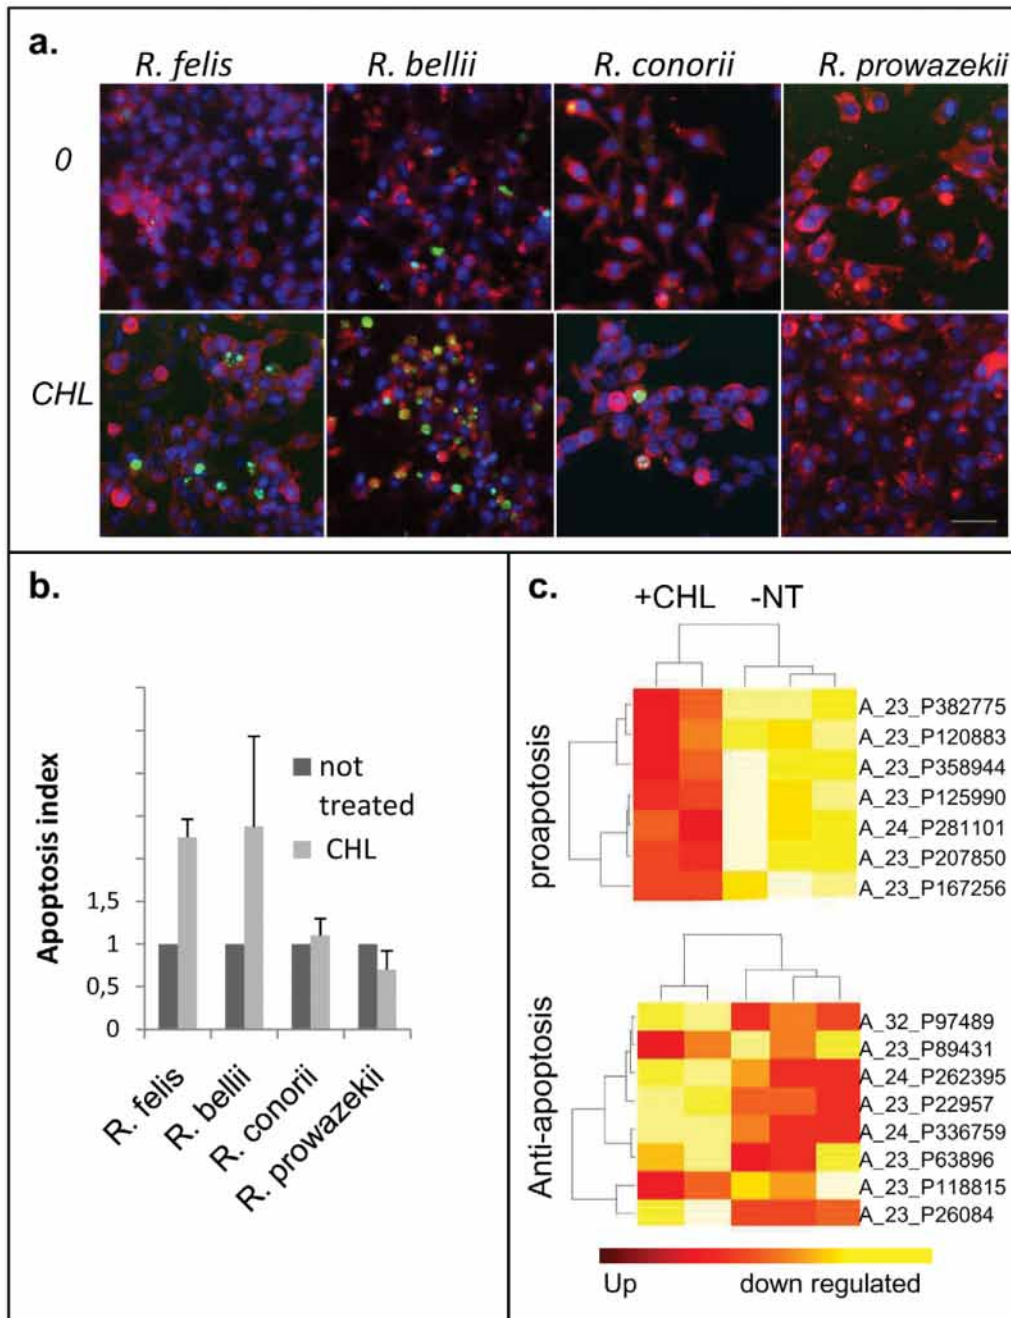 a.
R. felis R. bellii R. conorii R. prowazekii
0
CHL
b.
Apoptosis index
1,5
1
0,5
0
not
treated
CHL
R. felis
R. bellii
R. conorii
R. prowazekii
c.
+CHL -NT
proapotosis
A_23_P382775
A_23_P120883
A_23_P358944
A_23_P125990
A_24_P281101
A_23_P207850
A_23_P167256
Anti-apoptosis
A_32_P97489
A_23_P89431
A_24_P262395
A_23_P22957
A_24_P336759
A_23_P63896
A_23_P118815
A_23_P26084
Up down regulated